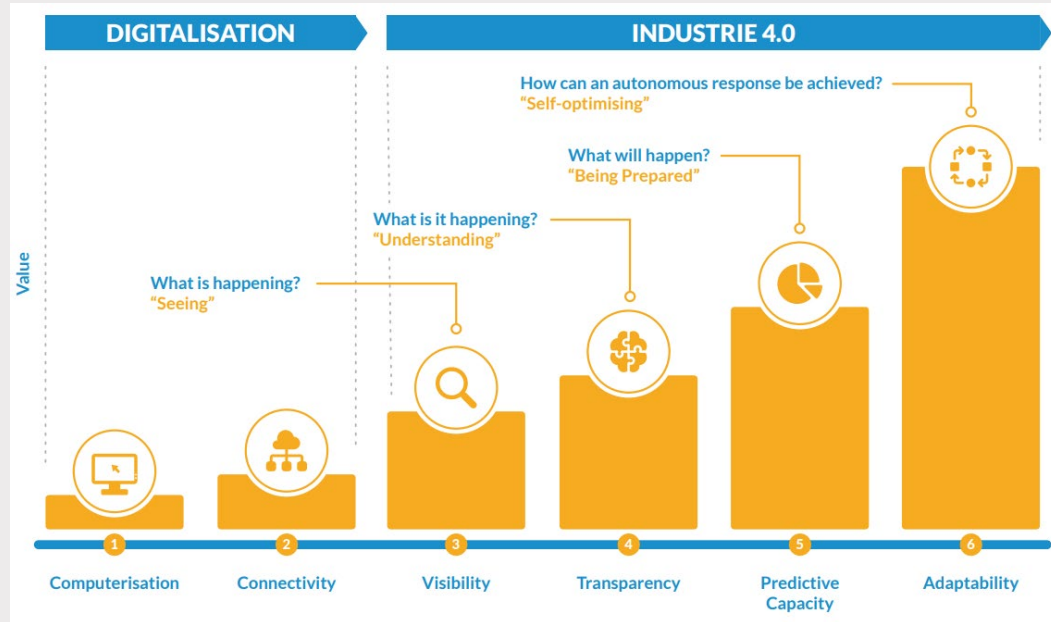 DIGITALISATION
INDUSTRIE 4.0
How can an autonomous response be achieved?
“Self-optimising”
What will happen?
“Being Prepared”
What is it happening?
“Understanding”
What is happening?
“Seeing”
Value
1
2
3
4
5
6
Computerisation
Connectivity
Visibility
Transparency
Predictive
Capacity
Adaptability